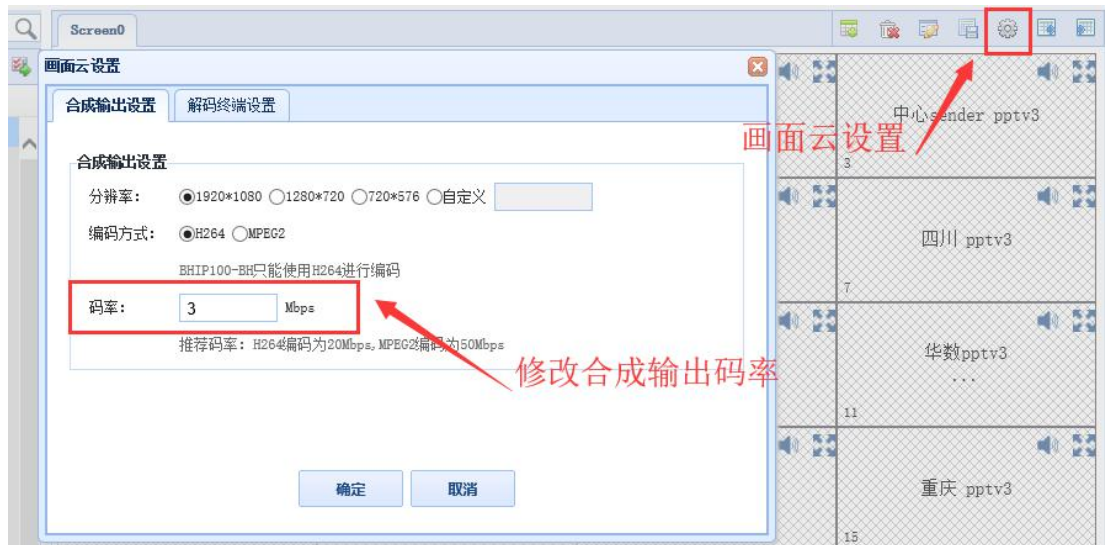 Screen0
画面云设置
合成输出设置 解码终端设置
合成输出设置
分辨率： 1920*1080 1280*720 720*576 自定义
编码方式： H264 MPEG2
BHIP100-BH只能使用H264进行编码
码率： 3 Mbps
推荐码率：H264编码为20Mbps,MPEG2编码为50Mbps
确定 取消
画面云设置
修改合成输出码率
中心sender pptv3
3
四川 pptv3
7
华数pptv3
...
11
重庆 pptv3
15